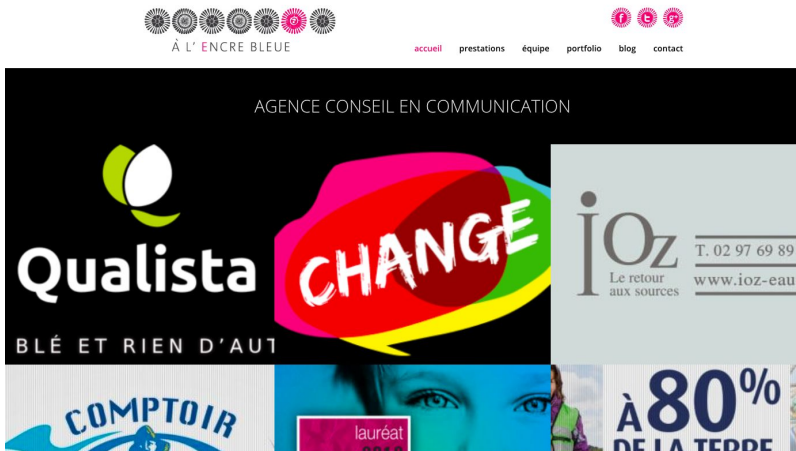 f t g+
À L' ENCRE BLEUE
accueil prestations équipe portfolio blog contact
AGENCE CONSEIL EN COMMUNICATION
Qualista
BLÉ ET RIEN D'AUT
CHANGE
iOz
Le retour
aux sources
T. 02 97 69 89
www.ioz-eau
COMPTOIR
lauréat
À 80%
DE LA TERRE